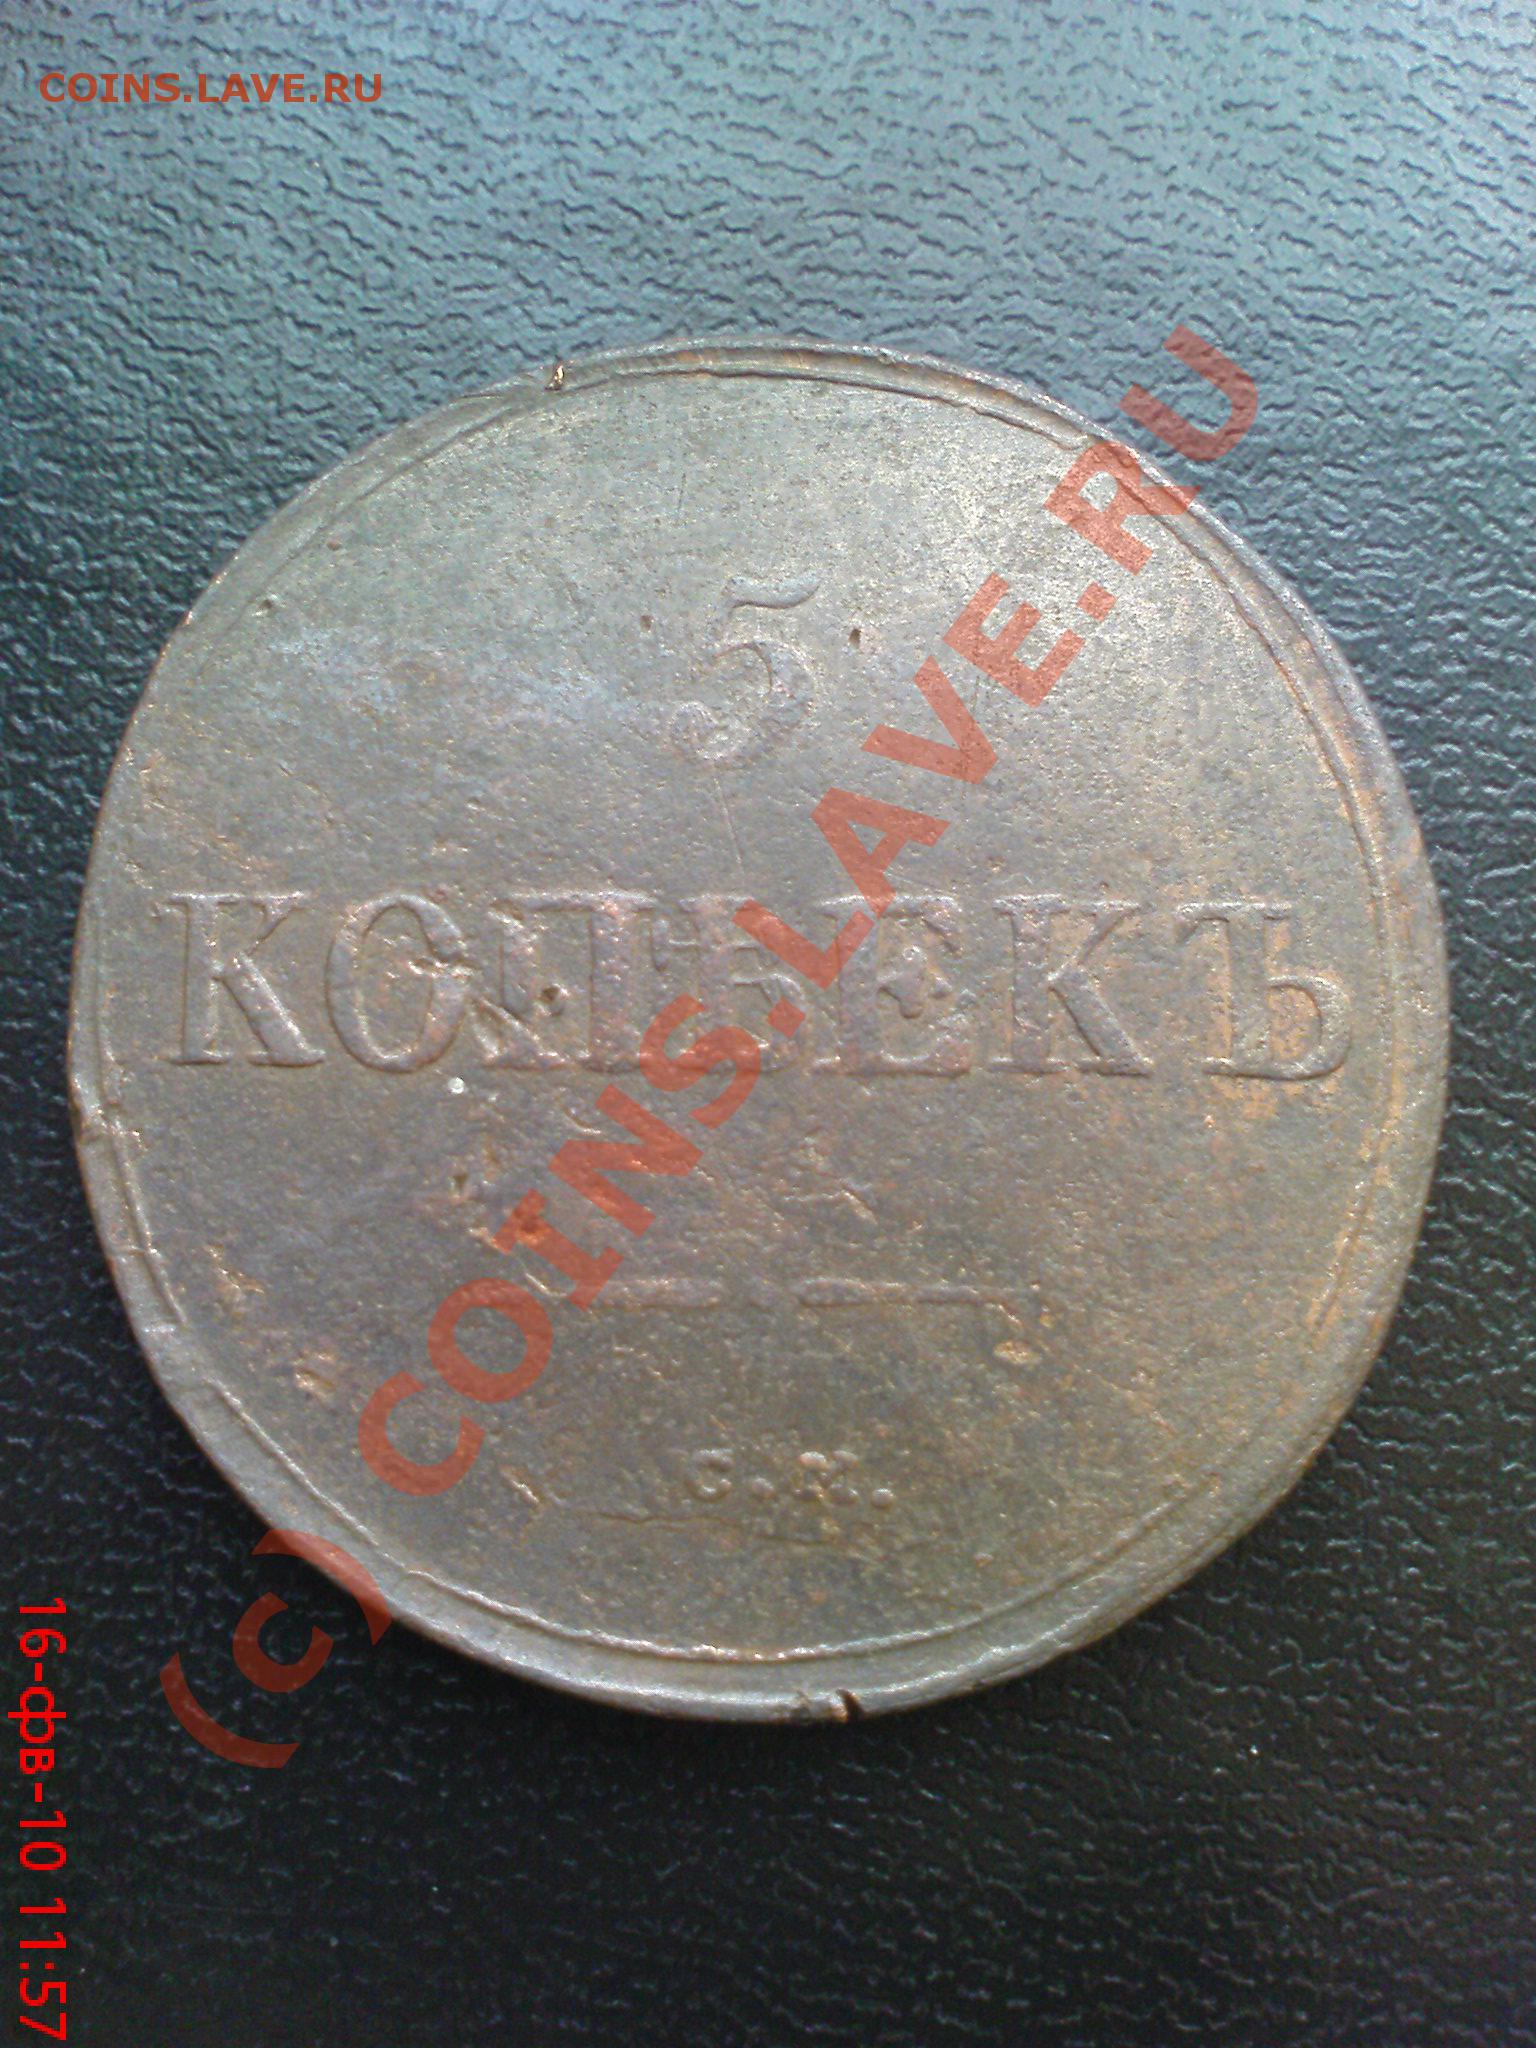 COINS.LAVE.RU
5
КОПѢЕКЪ
С.М.
(c) COINS.LAVE.RU
16-фв-10 11:57